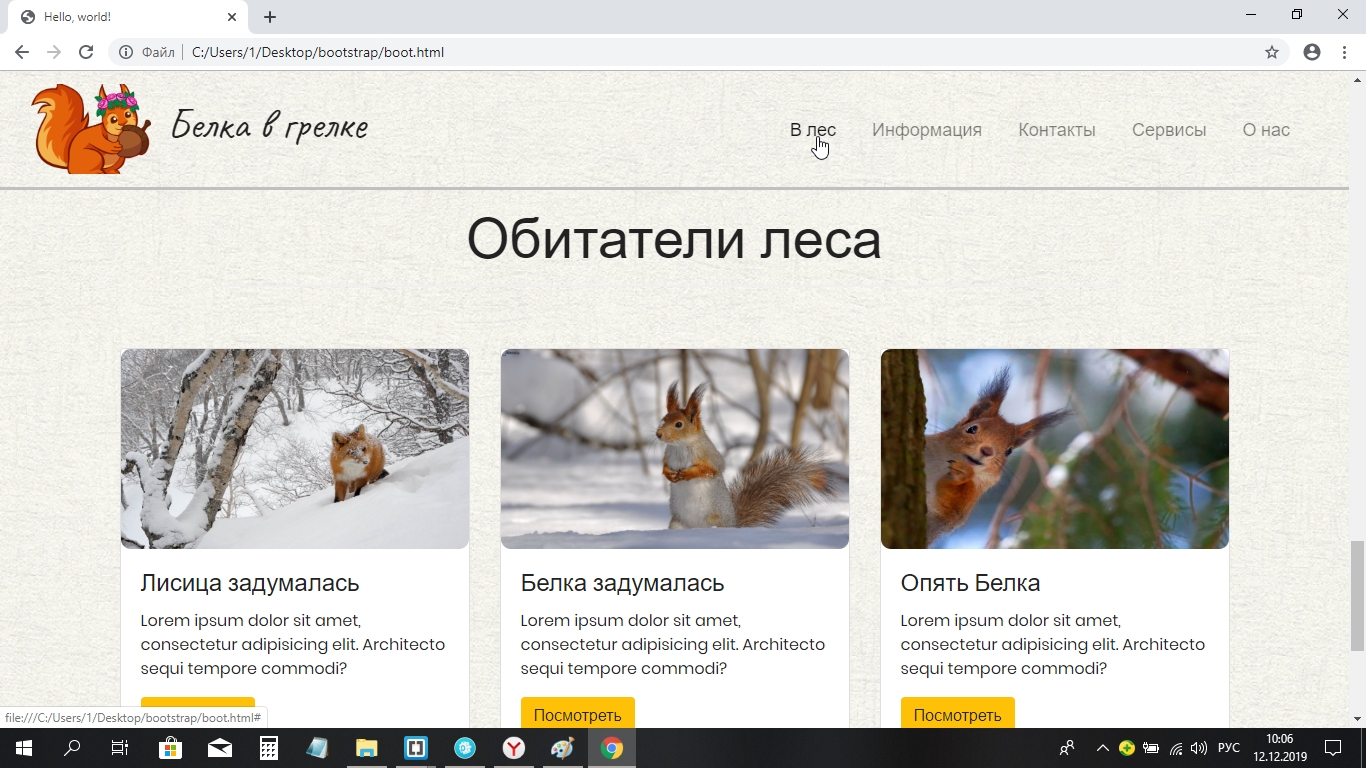 Hello, world!
Файл
C:/Users/1/Desktop/bootstrap/boot.html
Белка в грелке
В лес
Информация
Контакты
Сервисы
О нас
Обитатели леса
Лисица задумалась
Lorem ipsum dolor sit amet,
consectetur adipisicing elit. Architecto
sequi tempore commodi?
Белка задумалась
Lorem ipsum dolor sit amet,
consectetur adipisicing elit. Architecto
sequi tempore commodi?
Посмотреть
Опять Белка
Lorem ipsum dolor sit amet,
consectetur adipisicing elit. Architecto
sequi tempore commodi?
Посмотреть
file:///C:/Users/1/Desktop/bootstrap/boot.html#
РУС
10:06
12.12.2019